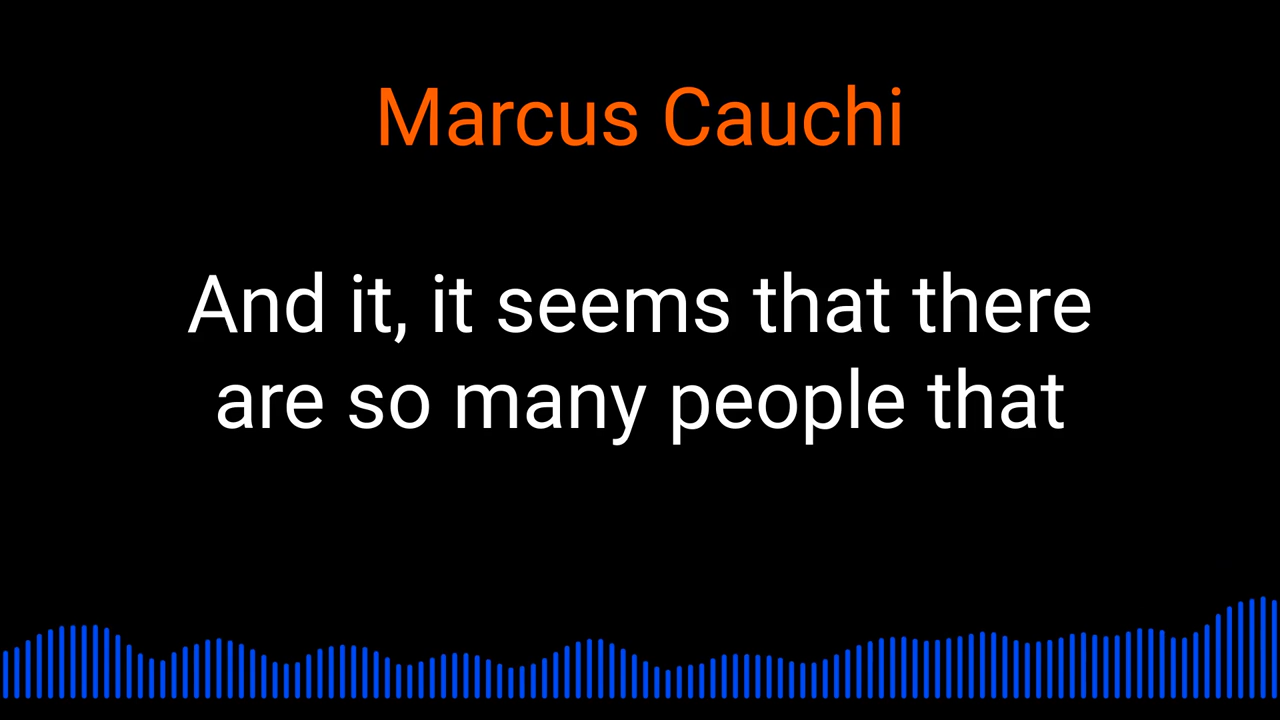 Marcus Cauchi
And it, it seems that there
are so many people that